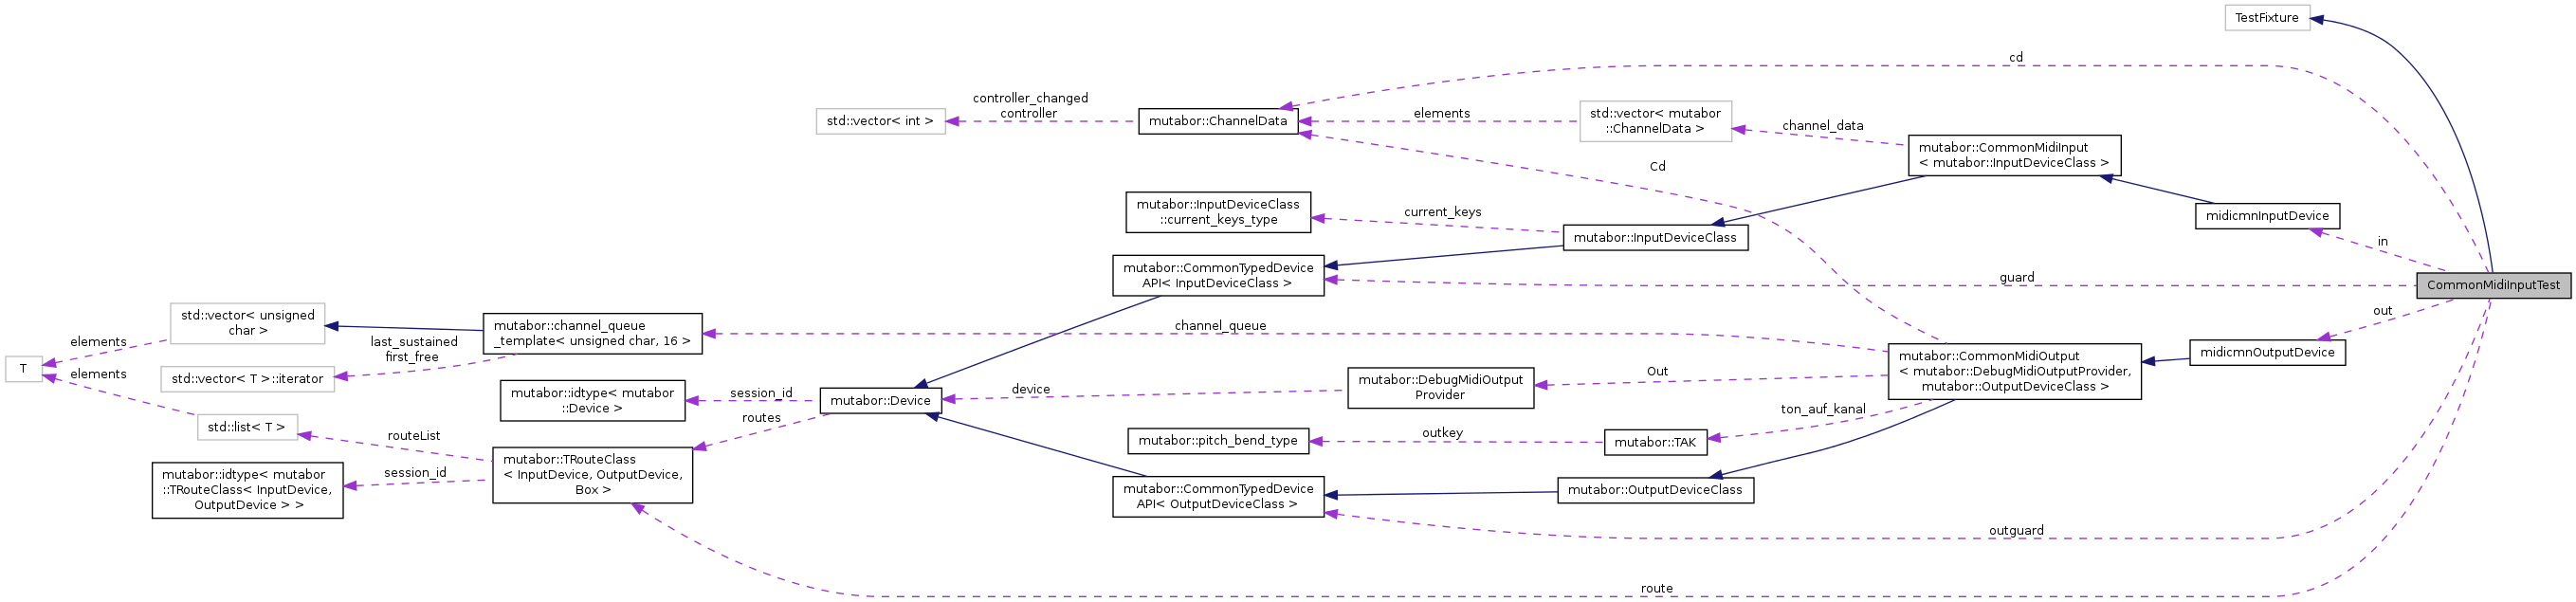 TestFixture
cd
controller_changed
controller
std::vector< int >
mutabor::ChannelData
elements
std::vector< mutabor
::ChannelData >
channel_data
mutabor::CommonMidiInput
< mutabor::InputDeviceClass >
Cd
mutabor::InputDeviceClass
::current_keys_type
current_keys
mutabor::InputDeviceClass
midicmnInputDevice
in
mutabor::CommonTypedDevice
API< InputDeviceClass >
guard
CommonMidiInputTest
std::vector< unsigned
char >
elements
mutabor::channel_queue
_template< unsigned char, 16 >
last_sustained
first_free
channel_queue
out
T
elements
std::vector< T >::iterator
mutabor::CommonMidiOutput
< mutabor::DebugMidiOutputProvider,
mutabor::OutputDeviceClass >
midicmnOutputDevice
mutabor::idtype< mutabor
::Device >
session_id
mutabor::Device
device
mutabor::DebugMidiOutput
Provider
Out
routes
ton_auf_kanal
std::list< T >
routeList
mutabor::pitch_bend_type
outkey
mutabor::TAK
mutabor::idtype< mutabor
::TRouteClass< InputDevice,
OutputDevice > >
session_id
mutabor::TRouteClass
< InputDevice, OutputDevice,
Box >
mutabor::CommonTypedDevice
API< OutputDeviceClass >
mutabor::OutputDeviceClass
outguard
route